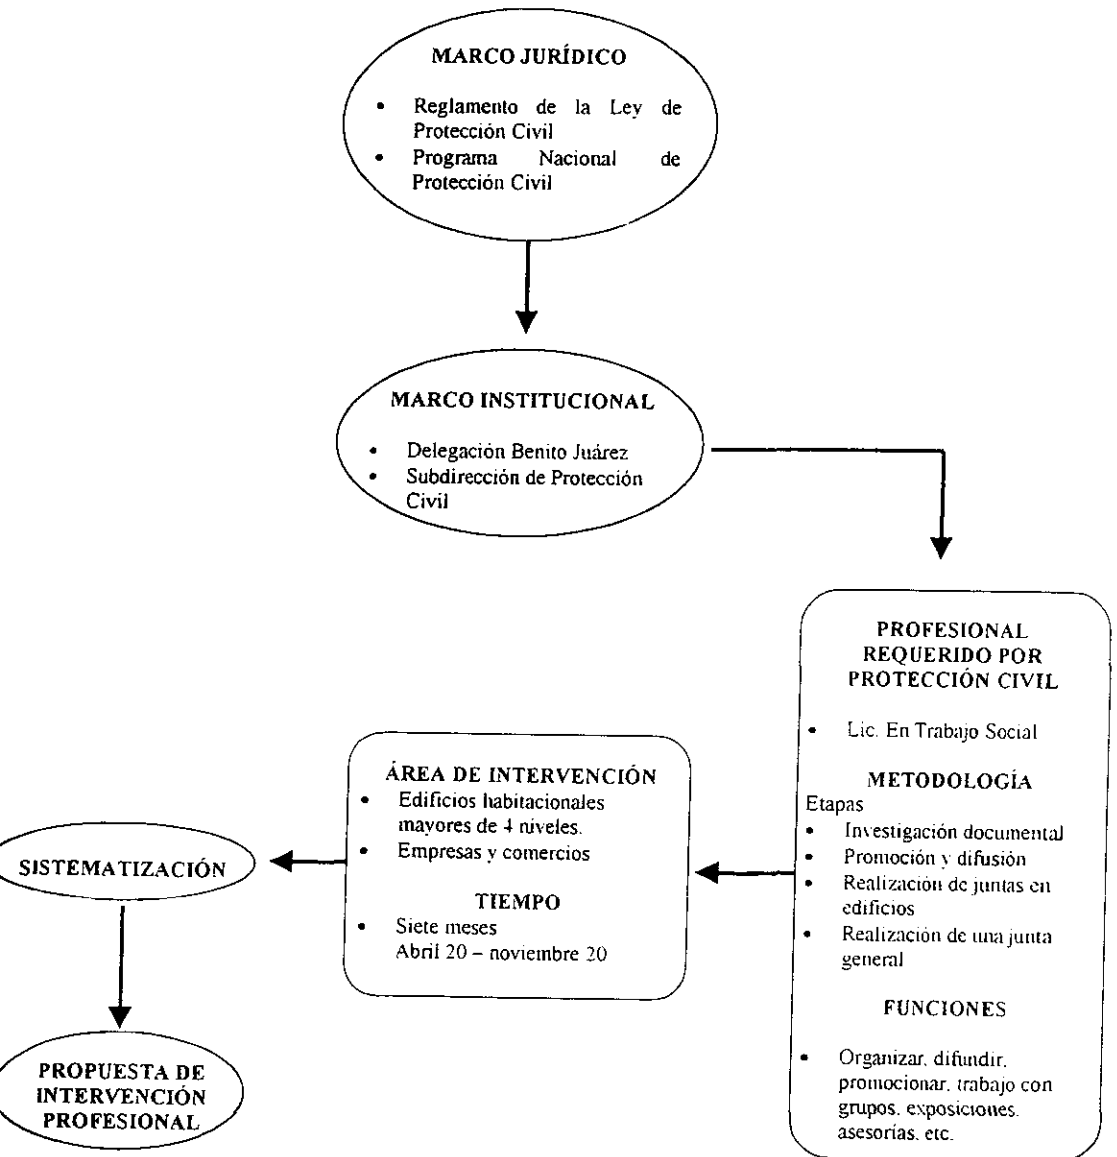 MARCO JURÍDICO
• Reglamento de la Ley de
Protección Civil
• Programa Nacional de
Protección Civil
MARCO INSTITUCIONAL
• Delegación Benito Juárez
• Subdirección de Protección
Civil
PROFESIONAL
REQUERIDO POR
PROTECCIÓN CIVIL
• Lic. En Trabajo Social
METODOLOGÍA
Etapas
• Investigación documental
• Promoción y difusión
• Realización de juntas en
edificios
• Realización de una junta
general
FUNCIONES
• Organizar, difundir,
promocionar, trabajo con
grupos, exposiciones,
asesorías, etc.
ÁREA DE INTERVENCIÓN
• Edificios habitacionales
mayores de 4 niveles.
• Empresas y comercios
TIEMPO
• Siete meses
Abril 20 – noviembre 20
SISTEMATIZACIÓN
PROPUESTA DE
INTERVENCIÓN
PROFESIONAL